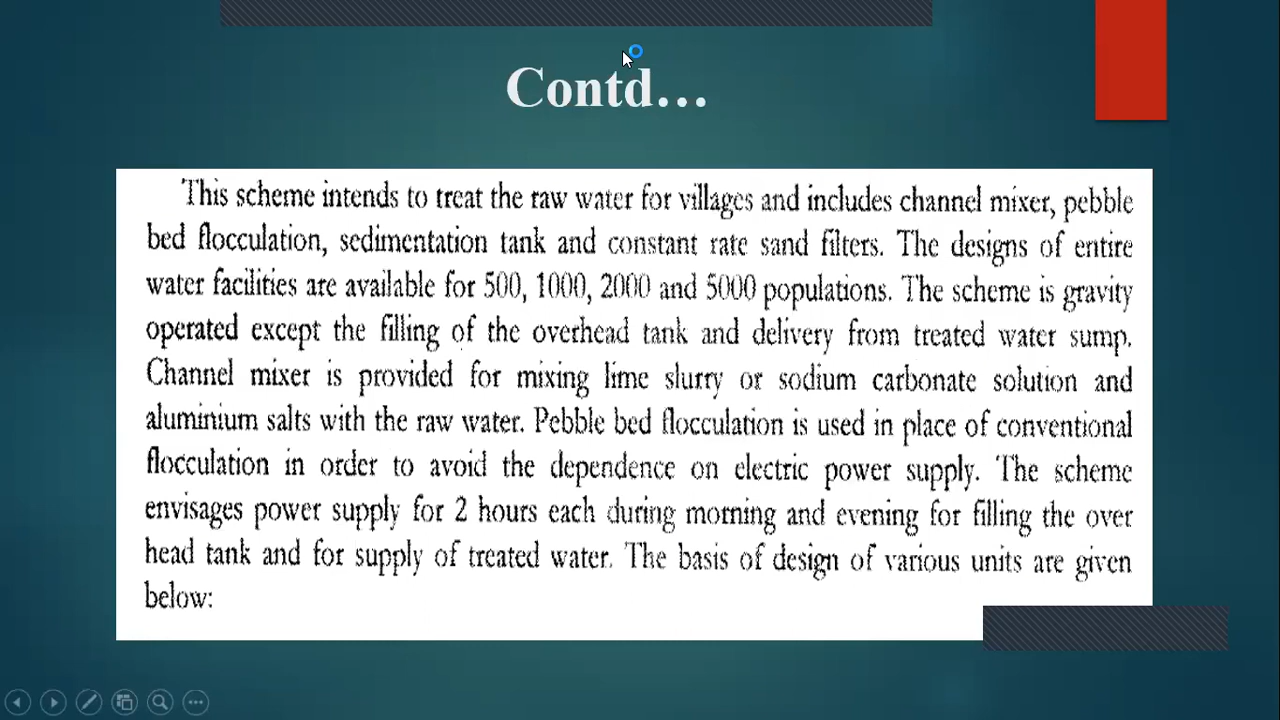 Contd...
This scheme intends to treat the raw water for villages and includes channel mixer, pebble
bed flocculation, sedimentation tank and constant rate sand filters. The designs of entire
water facilities are available for 500, 1000, 2000 and 5000 populations. The scheme is gravity
operated except the filling of the overhead tank and delivery from treated water sump.
Channel mixer is provided for mixing lime slurry or sodium carbonate solution and
aluminium salts with the raw water. Pebble bed flocculation is used in place of conventional
flocculation in order to avoid the dependence on electric power supply. The scheme
envisages power supply for 2 hours each during morning and evening for filling the over
head tank and for supply of treated water. The basis of design of various units are given
below: